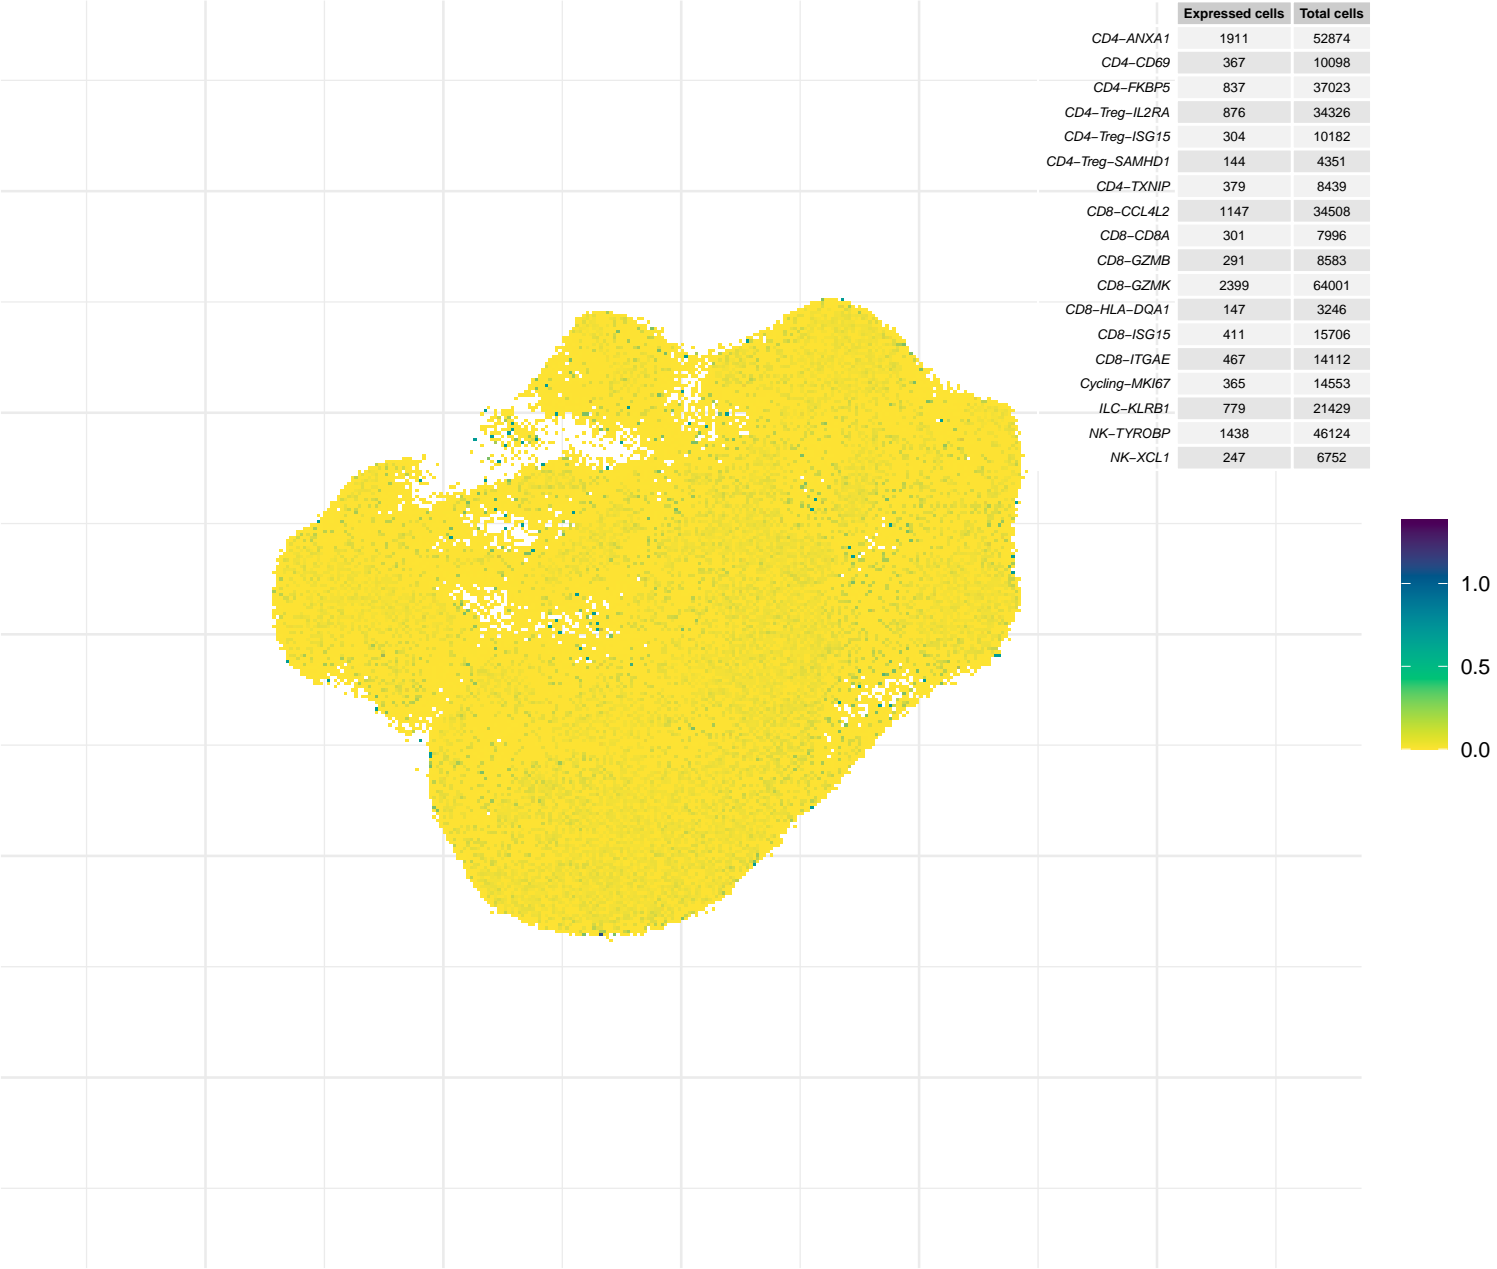 Expressed cells Total cells
CD4−ANXA1 1911 52874
CD4−CD69 367 10098
CD4−FKBP5 837 37023
CD4−Treg−IL2RA 876 34326
CD4−Treg−ISG15 304 10182
CD4−Treg−SAMHD1 144 4351
CD4−TXNIP 379 8439
CD8−CCL4L2 1147 34508
CD8−CD8A 301 7996
CD8−GZMB 291 8583
CD8−GZMK 2399 64001
CD8−HLA−DQA1 147 3246
CD8−ISG15 411 15706
CD8−ITGAE 467 14112
Cycling−MKI67 365 14553
ILC−KLRB1 779 21429
NK−TYROBP 1438 46124
NK−XCL1 247 6752
1.0
0.5
0.0